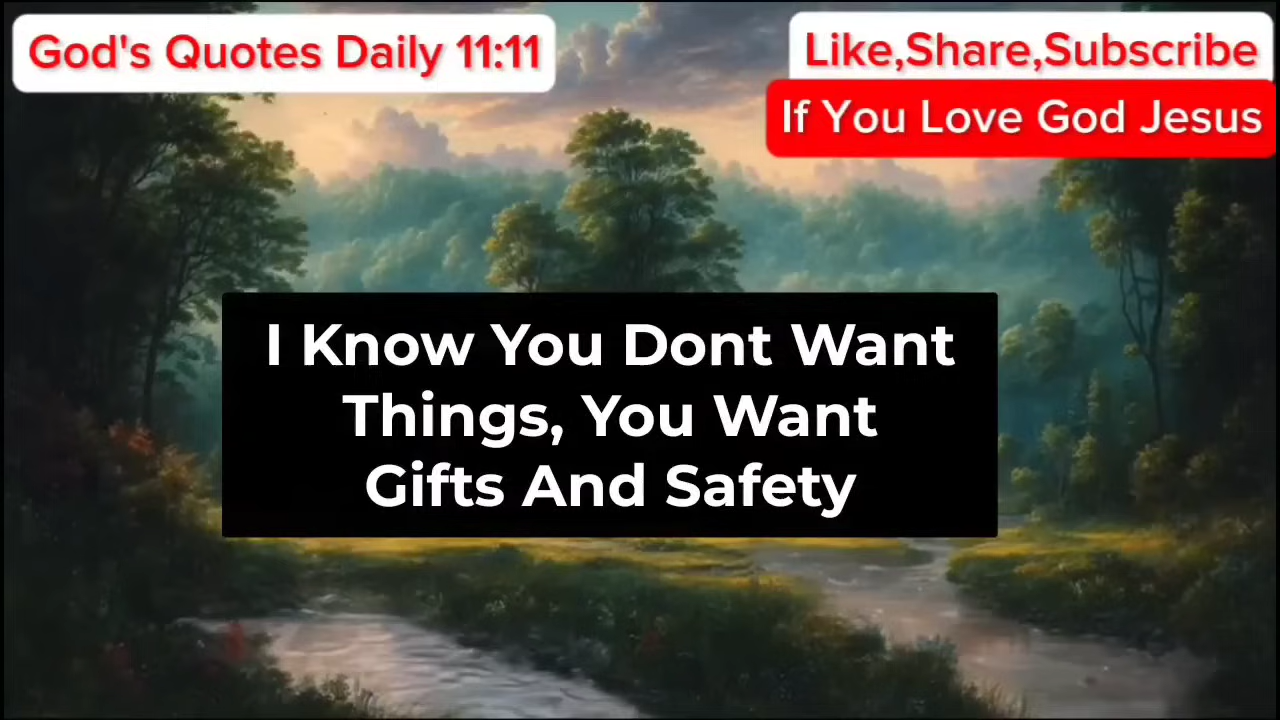 God's Quotes Daily 11:11
Like,Share,Subscribe
If You Love God Jesus
I Know You Dont Want
Things, You Want
Gifts And Safety